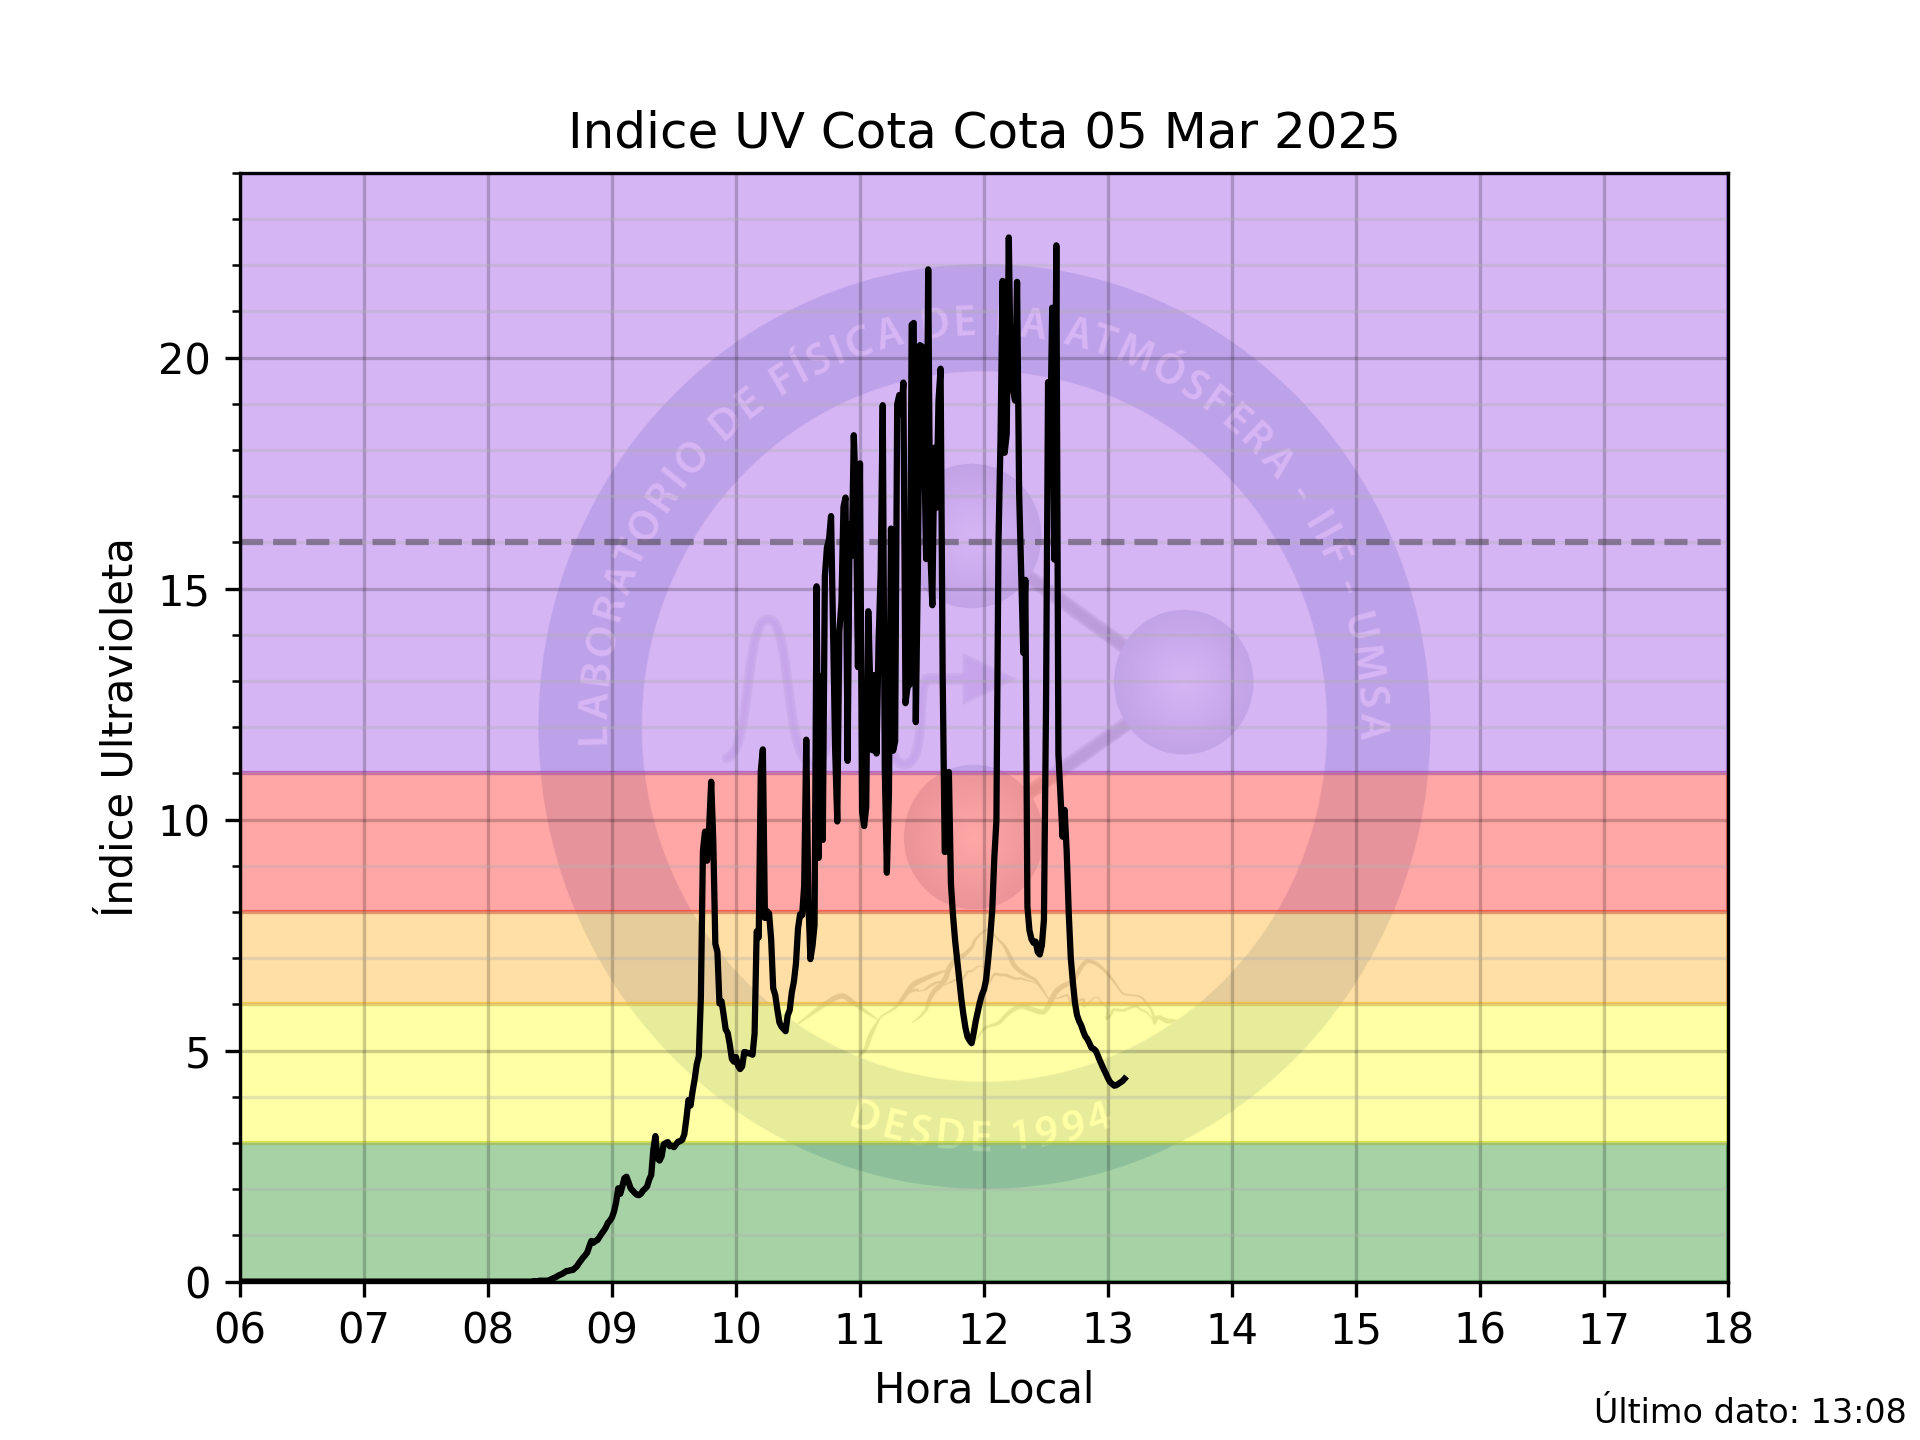 Indice UV Cota Cota 05 Mar 2025
Índice Ultravioleta
20
15
10
5
0
LABORATORIO DE FÍSICA DE LA ATMÓSFERA - IIF - UMSA
DESDE 1994
06 07 08 09 10 11 12 13 14 15 16 17 18
Hora Local
Último dato: 13:08